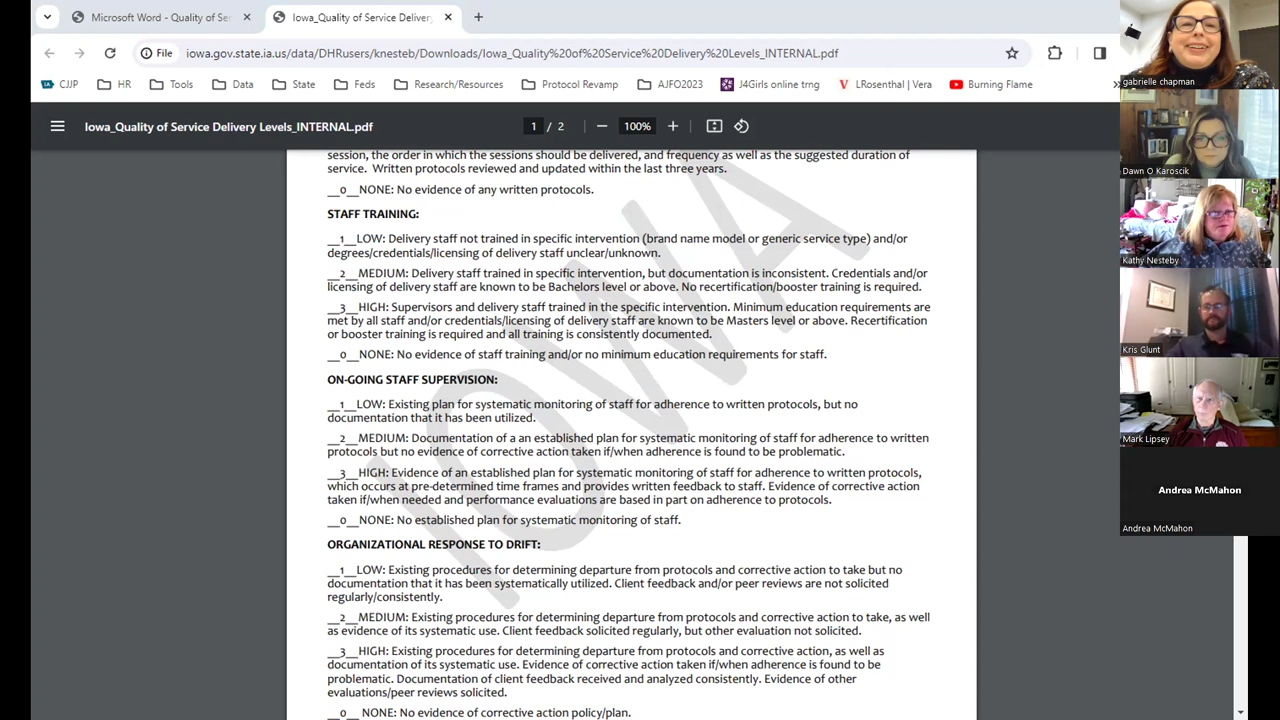 Microsoft Word - Quality of Ser
Iowa_Quality of Service Delivery
File
iowa.gov.state.ia.us/data/DHRusers/knesteb/Downloads/Iowa_Quality%20of%20Service%20Delivery%20Levels_INTERNAL.pdf
CJJP
HR
Tools
Data
State
Feds
Regs&elecResources
Protocol Revamp
AJFO2023
J4Girls online trng
LRosenthal | Vera
Burning Flame
»
Iowa_Quality of Service Delivery Levels_INTERNAL.pdf
1 / 2
100%
session, the order in which the sessions should be delivered, and frequency as well as the suggested duration of
service. Written protocols reviewed and updated within the last three years.
__0__NONE: No evidence of any written protocols.
STAFF TRAINING:
__1__LOW: Delivery staff not trained in specific intervention (brand name model or generic service type) and/or
degrees/credentials/licensing of delivery staff unclear/unknown.
__2__MEDIUM: Delivery staff trained in specific intervention, but documentation is inconsistent. Credentials and/or
licensing of delivery staff are known to be Bachelors level or above. No recertification/booster training is required.
__3__HIGH: Supervisors and delivery staff trained in the specific intervention. Minimum education requirements are
met by all staff and/or credentials/licensing of delivery staff are known to be Masters level or above. Recertification
or booster training is required and all training is consistently documented.
__0__NONE: No evidence of staff training and/or no minimum education requirements for staff.
ON-GOING STAFF SUPERVISION:
__1__LOW: Existing plan for systematic monitoring of staff for adherence to written protocols, but no
documentation that it has been utilized.
__2__MEDIUM: Documentation of a an established plan for systematic monitoring of staff for adherence to written
protocols but no evidence of corrective action taken if/when adherence is found to be problematic.
__3__HIGH: Evidence of an established plan for systematic monitoring of staff for adherence to written protocols,
which occurs at pre-determined time frames and provides written feedback to staff. Evidence of corrective action
taken if/when needed and performance evaluations are based in part on adherence to protocols.
__0__NONE: No established plan for systematic monitoring of staff.
ORGANIZATIONAL RESPONSE TO DRIFT:
__1__LOW: Existing procedures for determining departure from protocols and corrective action to take but no
documentation that it has been systematically utilized. Client feedback and/or peer reviews are not solicited
regularly/consistently.
__2__MEDIUM: Existing procedures for determining departure from protocols and corrective action to take, as well
as evidence of its systematic use. Client feedback solicited regularly, but other evaluation not solicited.
__3__HIGH: Existing procedures for determining departure from protocols and corrective action, as well as
documentation of its systematic use. Evidence of corrective action taken if/when adherence is found to be
problematic. Documentation of client feedback received and analyzed consistently. Evidence of other
evaluations/peer reviews solicited.
__0__ NONE: No evidence of corrective action policy/plan.
IOWA
gabrielle chapman
Dawn O Karoscik
Kathy Nesteby
Kris Glunt
Mark Lipsey
Andrea McMahon
Andrea McMahon